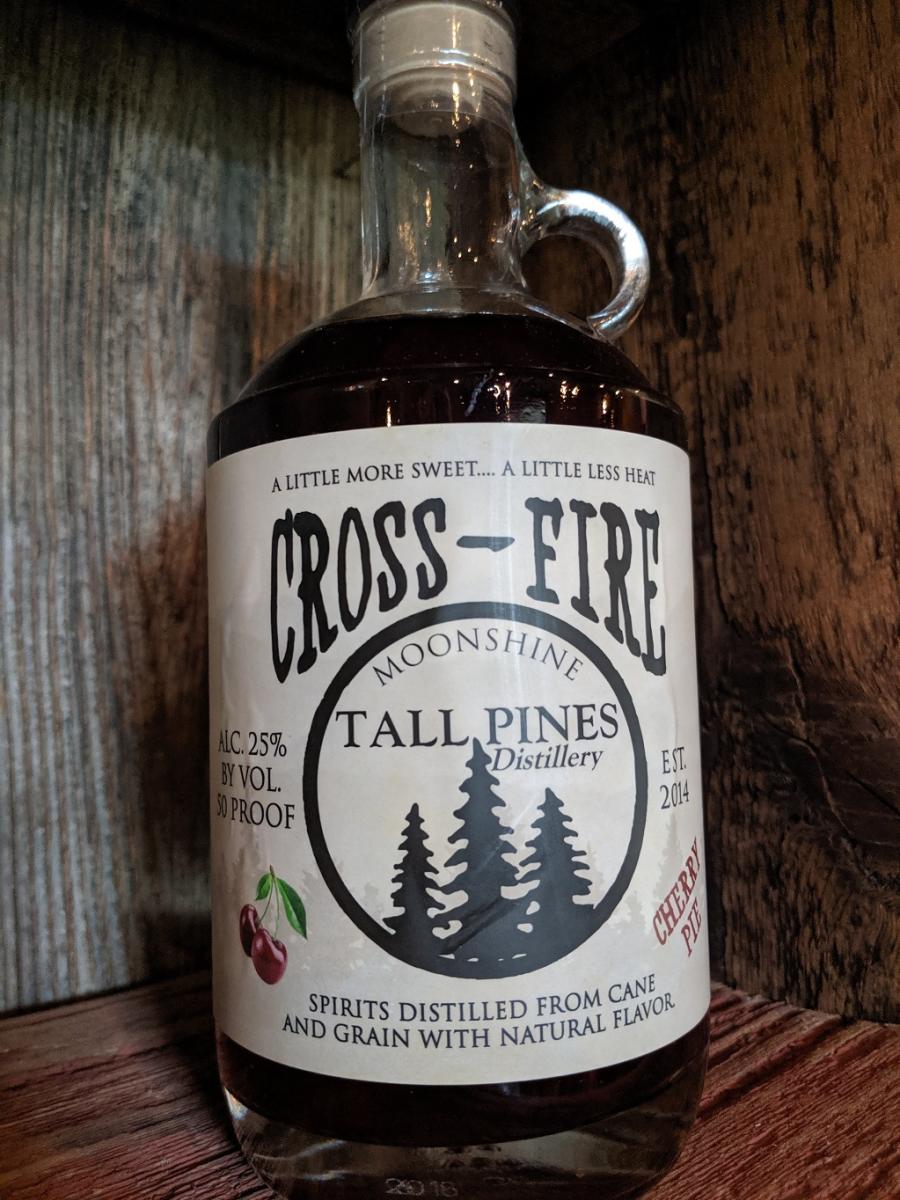 A LITTLE MORE SWEET.... A LITTLE LESS HEAT
CROSS-FIRE
MOONSHINE
TALL PINES
Distillery
ALC. 25%
BY VOL.
50 PROOF
EST.
2014
CHERRY
PIE
SPIRITS DISTILLED FROM CANE
AND GRAIN WITH NATURAL FLAVOR